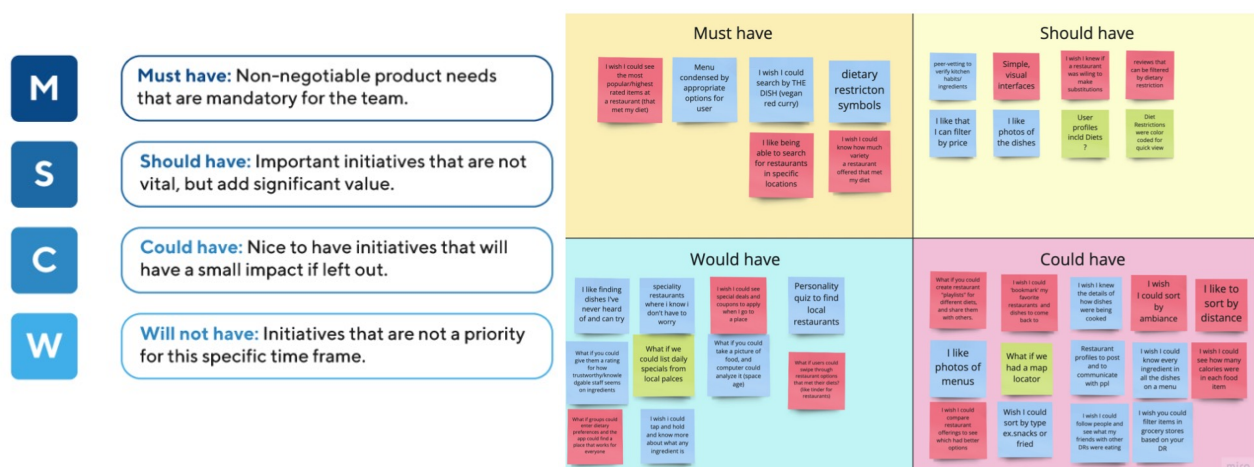 M
Must have: Non-negotiable product needs
that are mandatory for the team.
S
Should have: Important initiatives that are not
vital, but add significant value.
C
Could have: Nice to have initiatives that will
have a small impact if left out.
W
Will not have: Initiatives that are not a priority
for this specific time frame.
Must have
I wish I could see
the most
popular/highest
rated items at
a restaurant (that
met my diet)
Menu
condensed by
appropriate
options for
user
I wish I could
search by THE
DISH (vegan
red curry)
dietary
restricton
symbols
I like being
able to search
for restaurants
in specific
locations
I wish I could
know how much
variety
a restaurant
offered that met
my diet
Should have
peer-vetting to
verify kitchen
habits/
ingredients
Simple,
visual
interfaces
I wish I knew if
a restaurant
was wiling to
make
substitutions
reviews that can
be filtered by
dietary
restriction
I like that
I can filter
by price
I like
photos of
the dishes
User
profiles
incld Diets
?
Diet
Restrictions
were color
coded for
quick view
Would have
I like finding
dishes I've
never heard
of and can try
speciality
restaurants
where i know i
don't have to
worry
I wish I could see
special deals and
coupons to apply
when I go to
a place
Personality
quiz to find
local
restaurants
What if you could
give them a rating
for how
trustworthy/knowle
dgable staff seems
on ingredients
What if we
could list daily
specials from
local palces
What if you could
take a picture of
food, and
computer could
analyze it (space
age)
What if users could
swipe through
restaurant options
that met their diets?
(like tinder for
restaurants)
What if groups could
enter dietary
preferences and the
app could find a
place that works for
everyone
I wish i could
tap and hold
and know more
about what any
ingredient is
Could have
What if you could
create restaurant
"playlists" for
different diets,
and share them
with others.
I wish I could
'bookmark' my
favorite
restaurants and
dishes to come
back to
I wish I knew
the details of
how dishes
were being
cooked
I wish
I could sort
by
ambiance
I like to
sort by
distance
I like
photos of
menus
What if we
had a map
locator
Restaurant
profiles to post
and to
communicate
with ppl
I wish I could
know every
ingredient in
all the dishes
on a menu
I wish I could
see how many
calories were
in each food
item
I wish I could
compare
restaurant
offerings to see
which had better
options
Wish I could
sort by type
ex.snacks or
fried
I wish I could
follow people and
see what my
friends with other
DRs were eating
I wish you could
filter items in
grocery stores
based on your
DR
miro